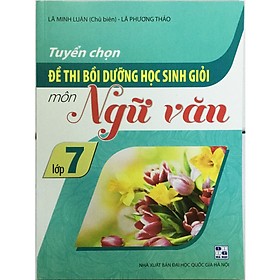 LÃ MINH LUẬN (Chủ biên) - LÃ PHƯƠNG THẢO
Tuyển chọn
ĐỀ THI BỒI DƯỠNG HỌC SINH GIỎI
môn Ngữ văn
lớp 7
NHÀ XUẤT BẢN ĐẠI HỌC QUỐC GIA HÀ NỘI